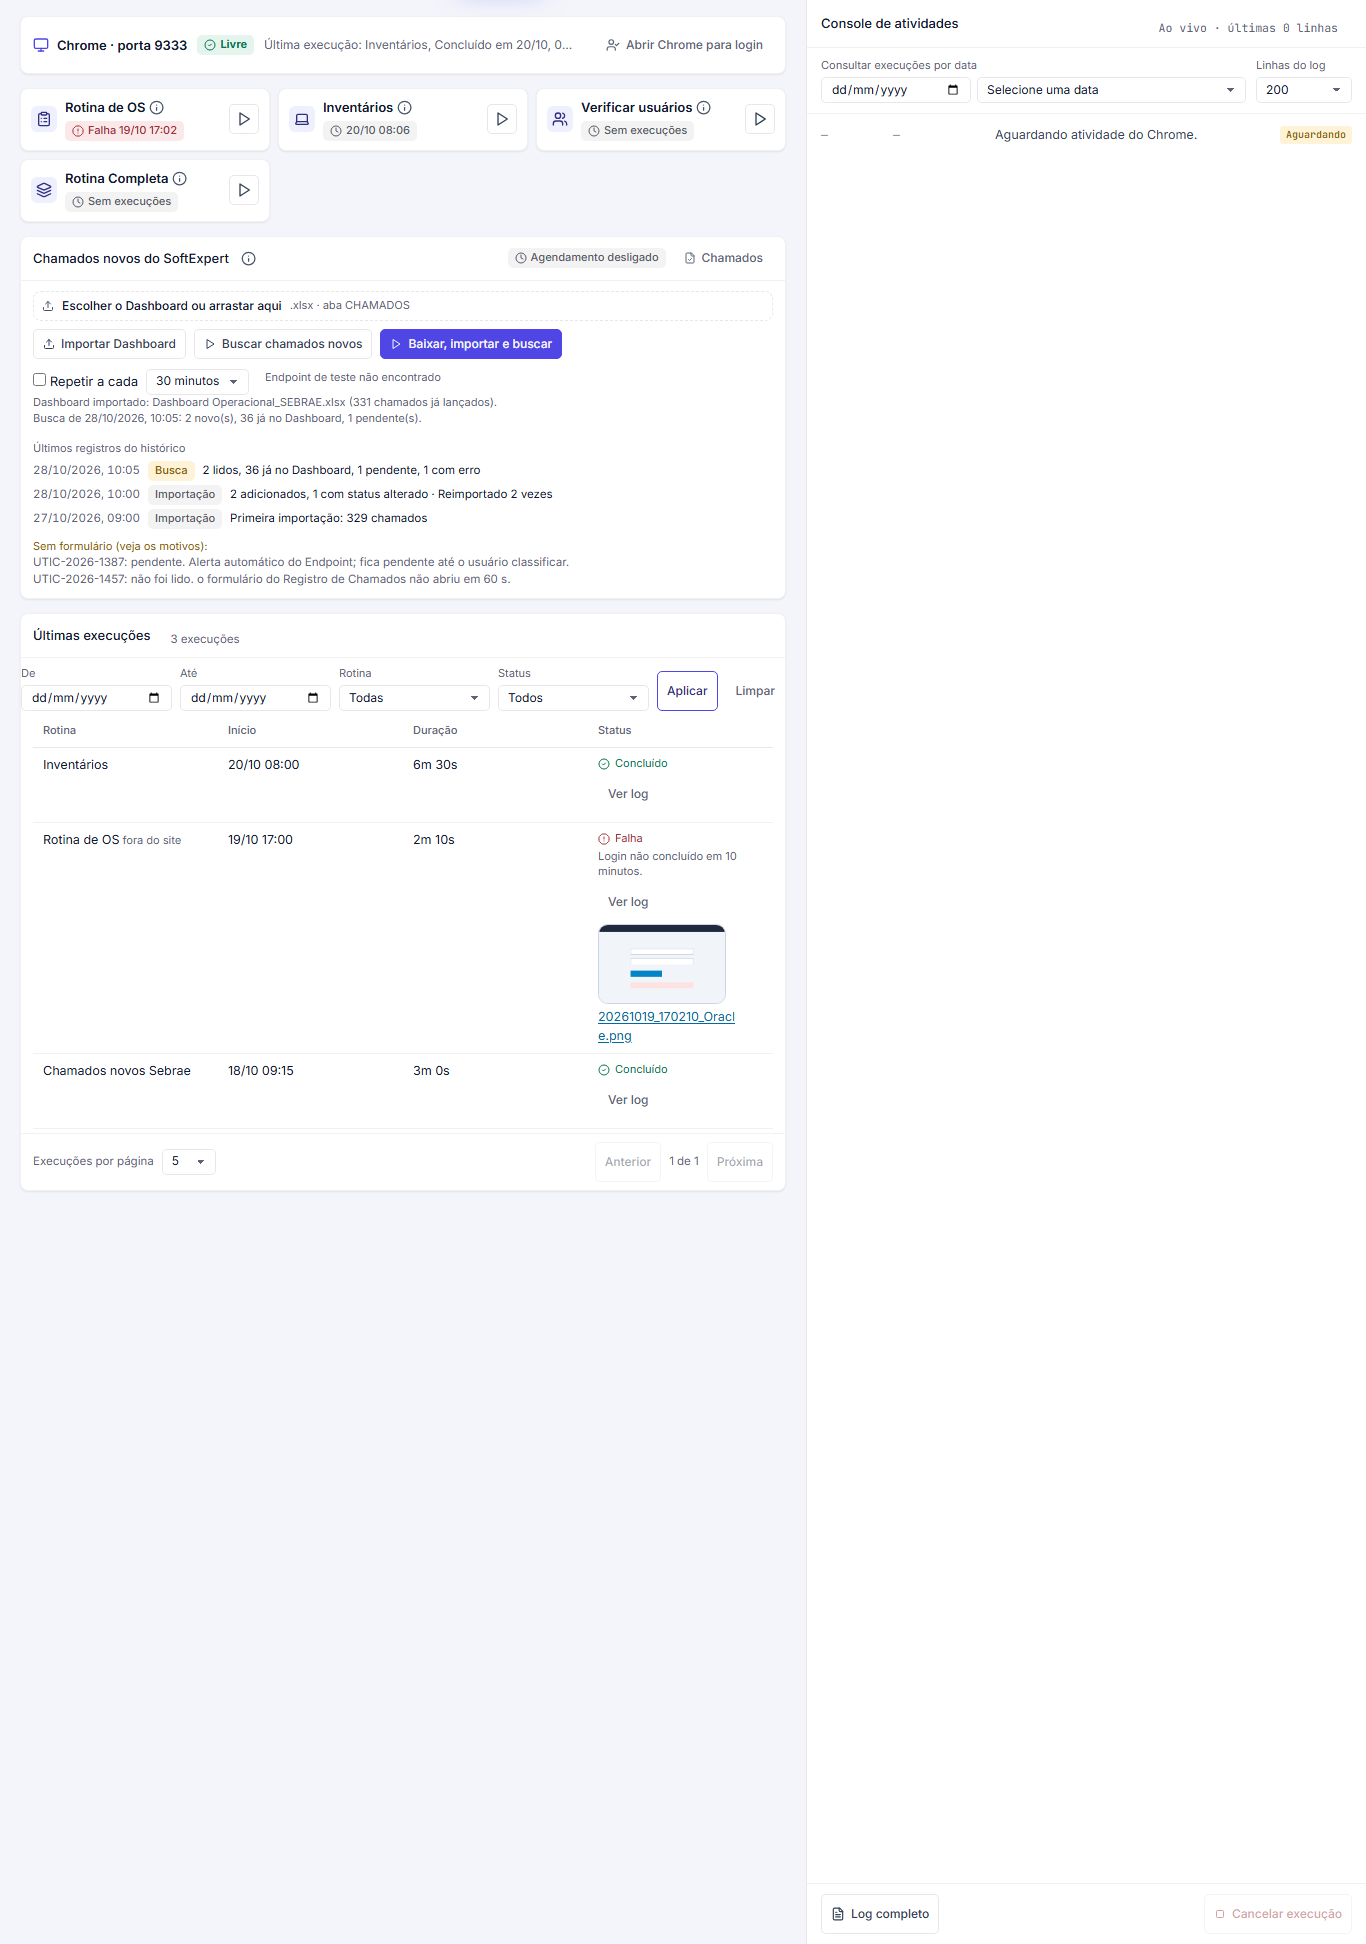 Chrome · porta 9333
Livre
Última execução: Inventários, Concluído em 20/10, 0...
Abrir Chrome para login
Rotina de OS
Falha 19/10 17:02
Inventários
20/10 08:06
Verificar usuários
Sem execuções
Rotina Completa
Sem execuções
Chamados novos do SoftExpert
Agendamento desligado
Chamados
Escolher o Dashboard ou arrastar aqui .xlsx · aba CHAMADOS
Importar Dashboard
Buscar chamados novos
Baixar, importar e buscar
Repetir a cada
30 minutos
Endpoint de teste não encontrado
Dashboard importado: Dashboard Operacional_SEBRAE.xlsx (331 chamados já lançados).
Busca de 28/10/2026, 10:05: 2 novo(s), 36 já no Dashboard, 1 pendente(s).
Últimos registros do histórico
28/10/2026, 10:05 Busca 2 lidos, 36 já no Dashboard, 1 pendente, 1 com erro
28/10/2026, 10:00 Importação 2 adicionados, 1 com status alterado · Reimportado 2 vezes
27/10/2026, 09:00 Importação Primeira importação: 329 chamados
Sem formulário (veja os motivos):
UTIC-2026-1387: pendente. Alerta automático do Endpoint; fica pendente até o usuário classificar.
UTIC-2026-1457: não foi lido. o formulário do Registro de Chamados não abriu em 60 s.
Últimas execuções
3 execuções
De
Até
Rotina
Status
dd/mm/yyyy
dd/mm/yyyy
Todas
Todos
Aplicar
Limpar
Rotina
Início
Duração
Status
Inventários
20/10 08:00
6m 30s
Concluído
Ver log
Rotina de OS fora do site
19/10 17:00
2m 10s
Falha
Login não concluído em 10
minutos.
Ver log
20261019_170210_Oracl
e.png
Chamados novos Sebrae
18/10 09:15
3m 0s
Concluído
Ver log
Execuções por página
5
Anterior
1 de 1
Próxima
Console de atividades
Ao vivo · últimas 0 linhas
Consultar execuções por data
Linhas do log
dd/mm/yyyy
Selecione uma data
200
— — Aguardando atividade do Chrome.
Aguardando
Log completo
Cancelar execução